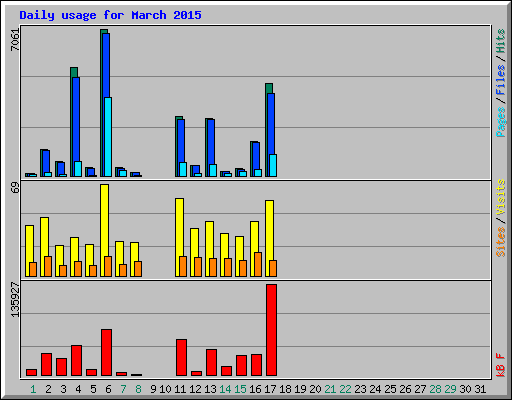 Daily usage for March 2015
7061
Pages / Files / Hits
69
Sites / Visits
135927
kB F
1 2 3 4 5 6 7 8 9 10 11 12 13 14 15 16 17 18 19 20 21 22 23 24 25 26 27 28 29 30 31